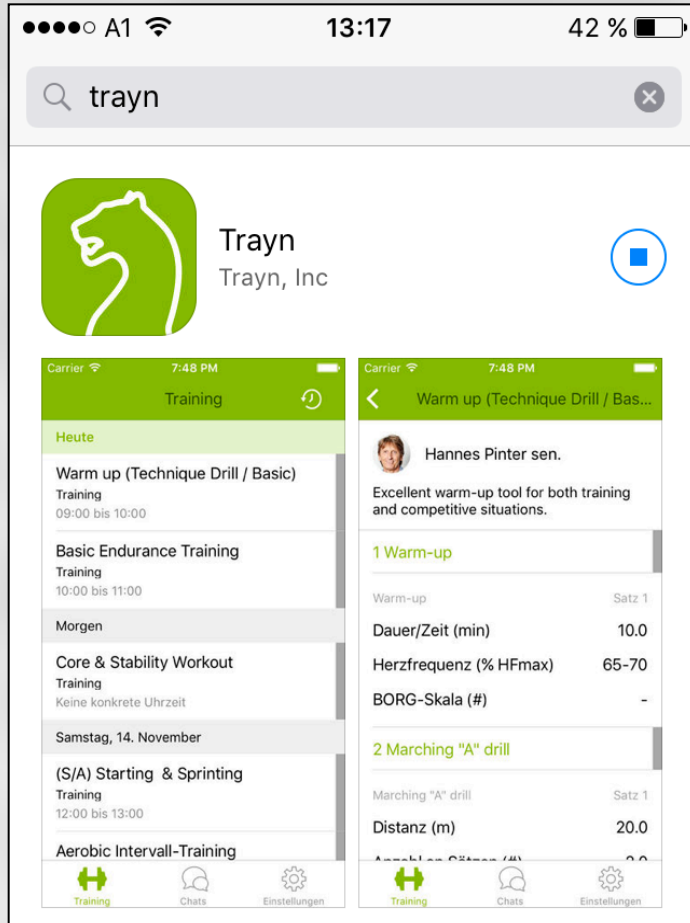 A1 13:17 42 %
trayn
Trayn
Trayn, Inc
Carrier 7:48 PM
Training
Heute
Warm up (Technique Drill / Basic)
Training
09:00 bis 10:00
Basic Endurance Training
Training
10:00 bis 11:00
Morgen
Core & Stability Workout
Training
Keine konkrete Uhrzeit
Samstag, 14. November
(S/A) Starting & Sprinting
Training
12:00 bis 13:00
Aerobic Intervall-Training
Training Chats Einstellungen
Carrier 7:48 PM
Warm up (Technique Drill / Bas...
Hannes Pinter sen.
Excellent warm-up tool for both training
and competitive situations.
1 Warm-up
Warm-up Satz 1
Dauer/Zeit (min) 10.0
Herzfrequenz (% HFmax) 65-70
BORG-Skala (#) -
2 Marching "A" drill
Marching "A" drill Satz 1
Distanz (m) 20.0
Training Chats Einstellungen